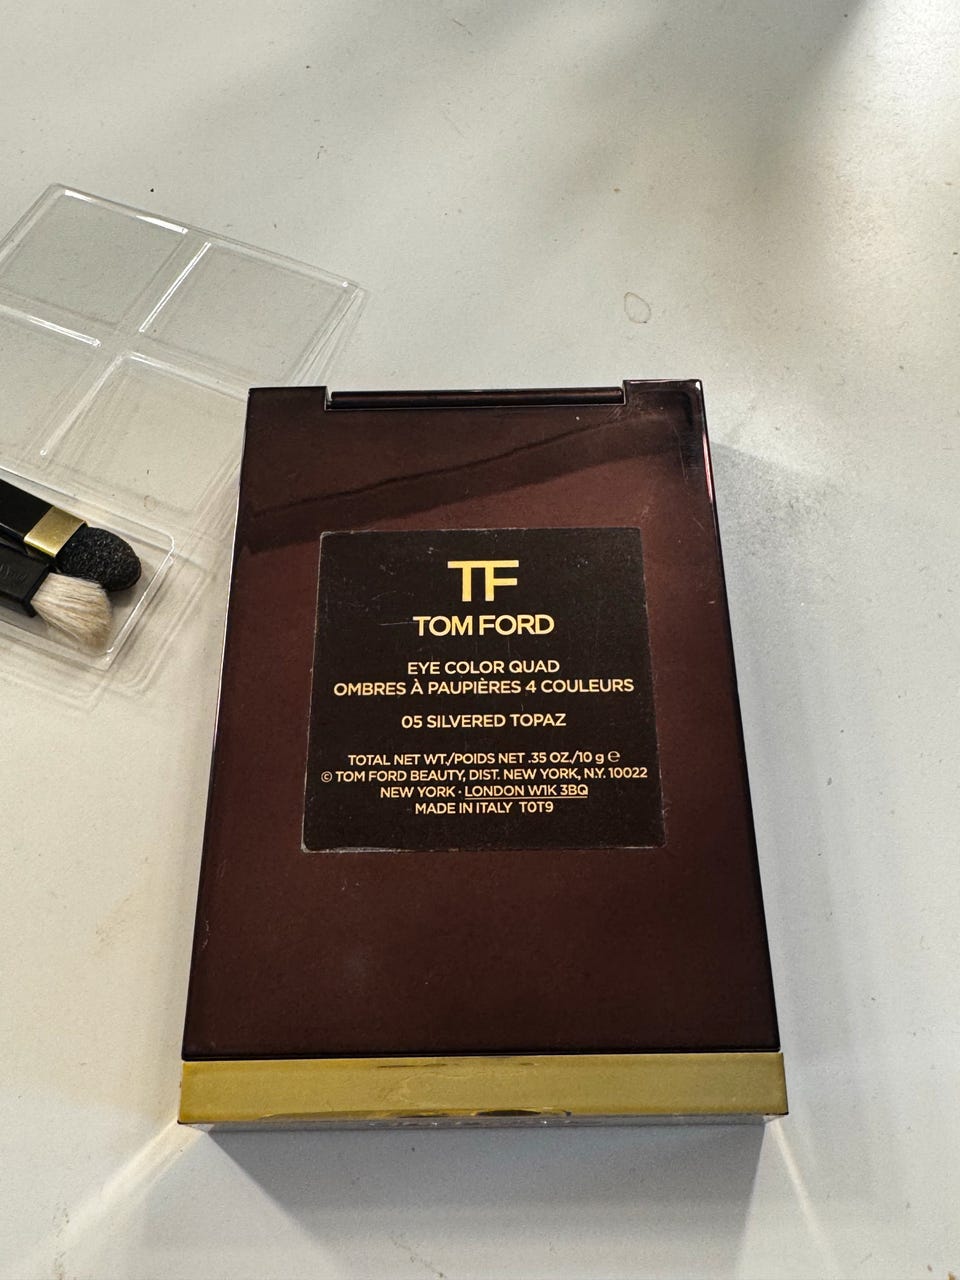 TF
TOM FORD
EYE COLOR QUAD
OMBRES À PAUPIÈRES 4 COULEURS
05 SILVERED TOPAZ
TOTAL NET WT./POIDS NET .35 OZ./10 g ℮
© TOM FORD BEAUTY, DIST. NEW YORK, N.Y. 10022
NEW YORK · LONDON W1K 3BQ
MADE IN ITALY T0T9